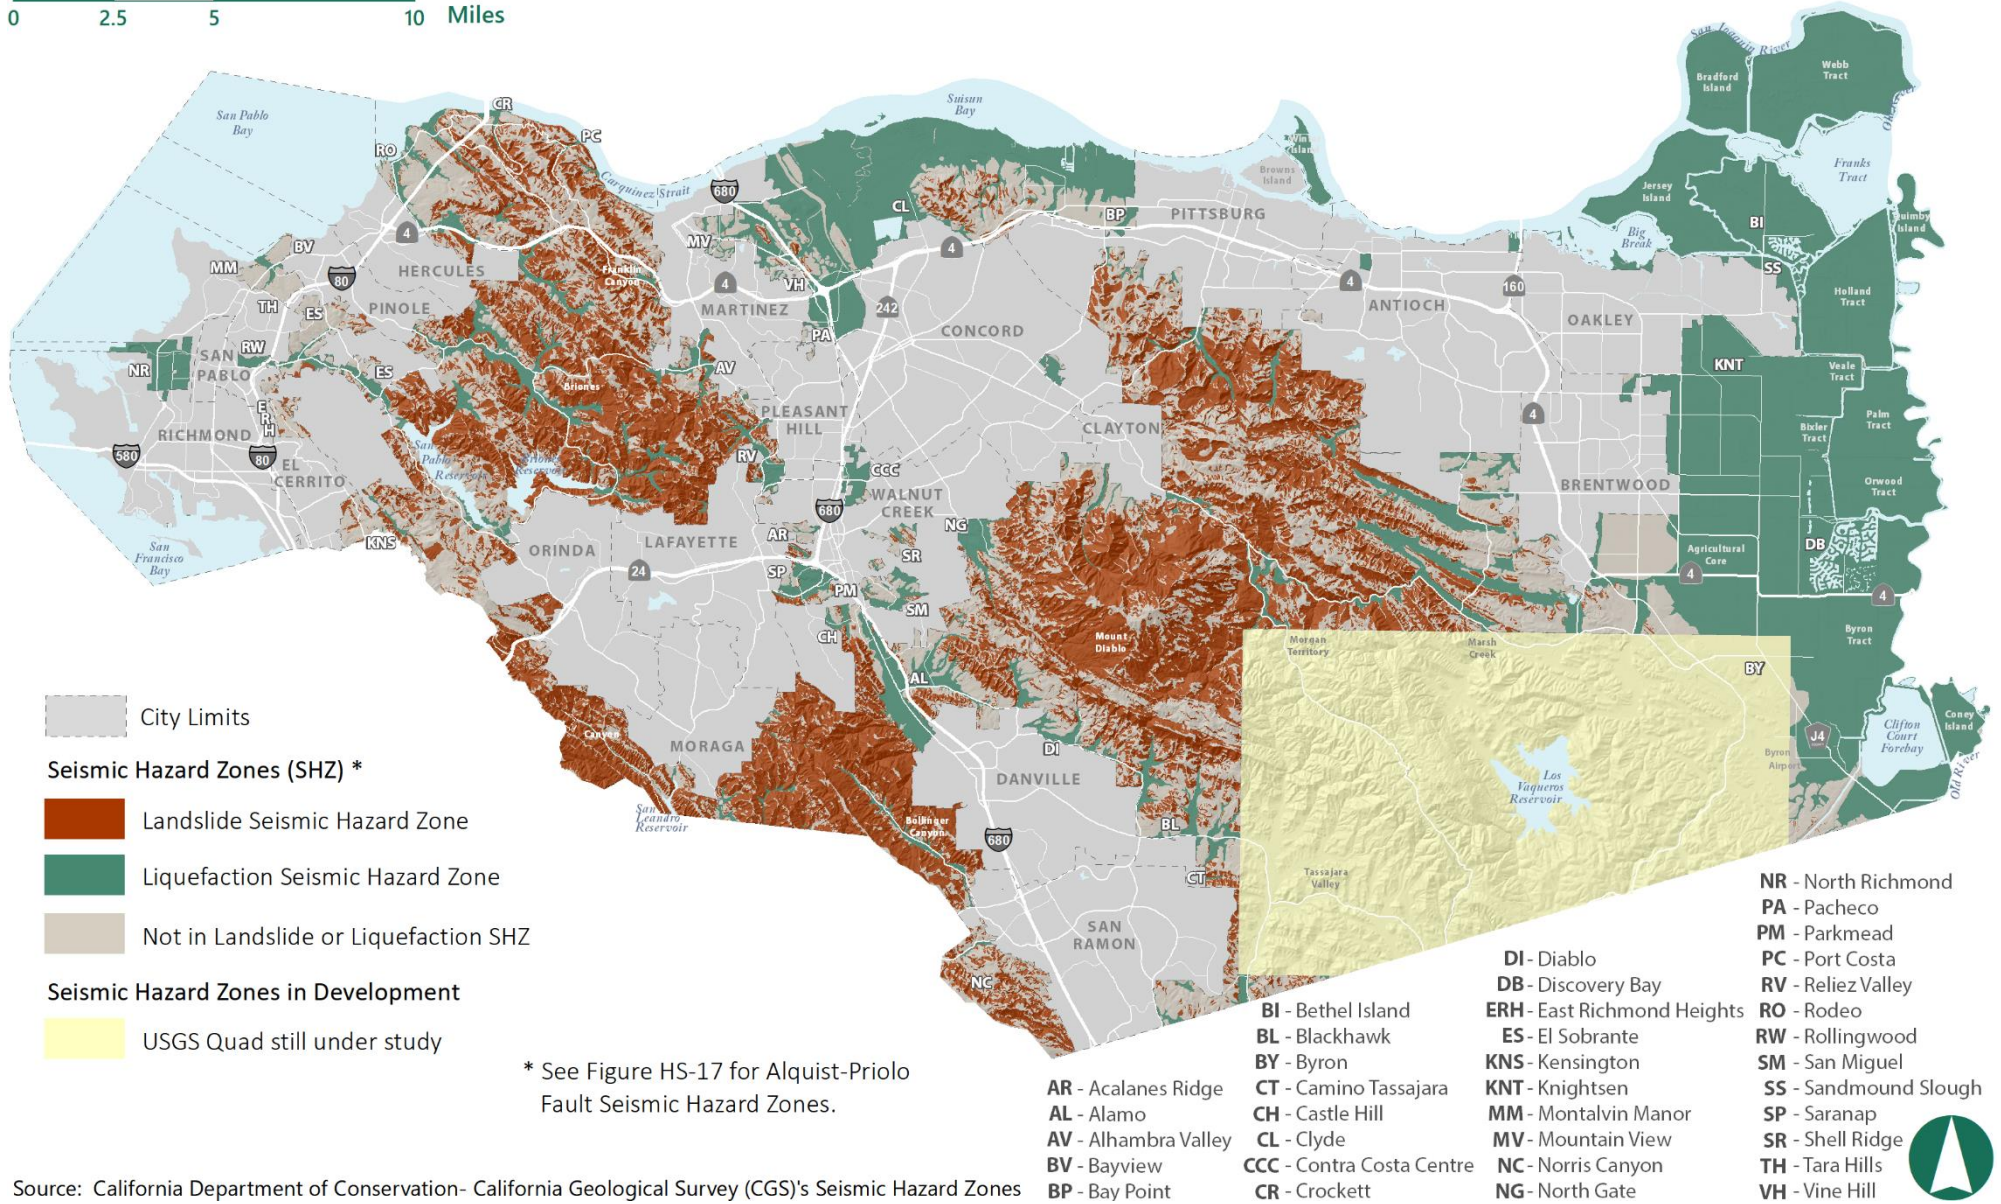 0 2.5 5 10 Miles
San Joaquin River
Webb
Tract
Bradford
Island
San Pablo
Bay
CR
Suisun
Bay
PC
RO
Carquinez Strait
680
CL
Browns
Island
Franks
Tract
Jersey
Island
BP
PITTSBURG
BI
Quimby
Island
Big
Break
BV
4
MV
4
MM
80
HERCULES
Franklin
Canyon
4
VH
4
SS
160
TH
ES
PINOLE
MARTINEZ
242
ANTIOCH
OAKLEY
Holland
Tract
CONCORD
PA
RW
SAN
PABLO
NR
ES
Briones
AV
KNT
Veale
Tract
E
R
H
PLEASANT
HILL
CLAYTON
4
Palm
Tract
Bixler
Tract
RICHMOND
580
80
EL
CERRITO
San
Pablo
Reservoir
Briones
Reservoir
RV
CCC
WALNUT
CREEK
BRENTWOOD
Orwood
Tract
680
San
Francisco
Bay
KNS
ORINDA
LAFAYETTE
AR
NG
SR
24
SP
PM
SM
DB
Agricultural
Core
4
4
CH
Mount
Diablo
Morgan
Territory
Marsh
Creek
Byron
Tract
BY
AL
Canyon
MORAGA
DI
DANVILLE
Los
Vaqueros
Reservoir
Byron
Airport
J4
Clifton
Court
Forebay
Coney
Island
Old River
San
Leandro
Reservoir
Bollinger
Canyon
680
BL
CT
Tassajara
Valley
SAN
RAMON
NC
City Limits
Seismic Hazard Zones (SHZ) *
Landslide Seismic Hazard Zone
Liquefaction Seismic Hazard Zone
Not in Landslide or Liquefaction SHZ
Seismic Hazard Zones in Development
USGS Quad still under study
* See Figure HS-17 for Alquist-Priolo
Fault Seismic Hazard Zones.
AR - Acalanes Ridge
AL - Alamo
AV - Alhambra Valley
BV - Bayview
BP - Bay Point
BI - Bethel Island
BL - Blackhawk
BY - Byron
CT - Camino Tassajara
CH - Castle Hill
CL - Clyde
CCC - Contra Costa Centre
CR - Crockett
DI - Diablo
DB - Discovery Bay
ERH - East Richmond Heights
ES - El Sobrante
KNS - Kensington
KNT - Knightsen
MM - Montalvin Manor
MV - Mountain View
NC - Norris Canyon
NG - North Gate
NR - North Richmond
PA - Pacheco
PM - Parkmead
PC - Port Costa
RV - Reliez Valley
RO - Rodeo
RW - Rollingwood
SM - San Miguel
SS - Sandmound Slough
SP - Saranap
SR - Shell Ridge
TH - Tara Hills
VH - Vine Hill
Source: California Department of Conservation- California Geological Survey (CGS)'s Seismic Hazard Zones